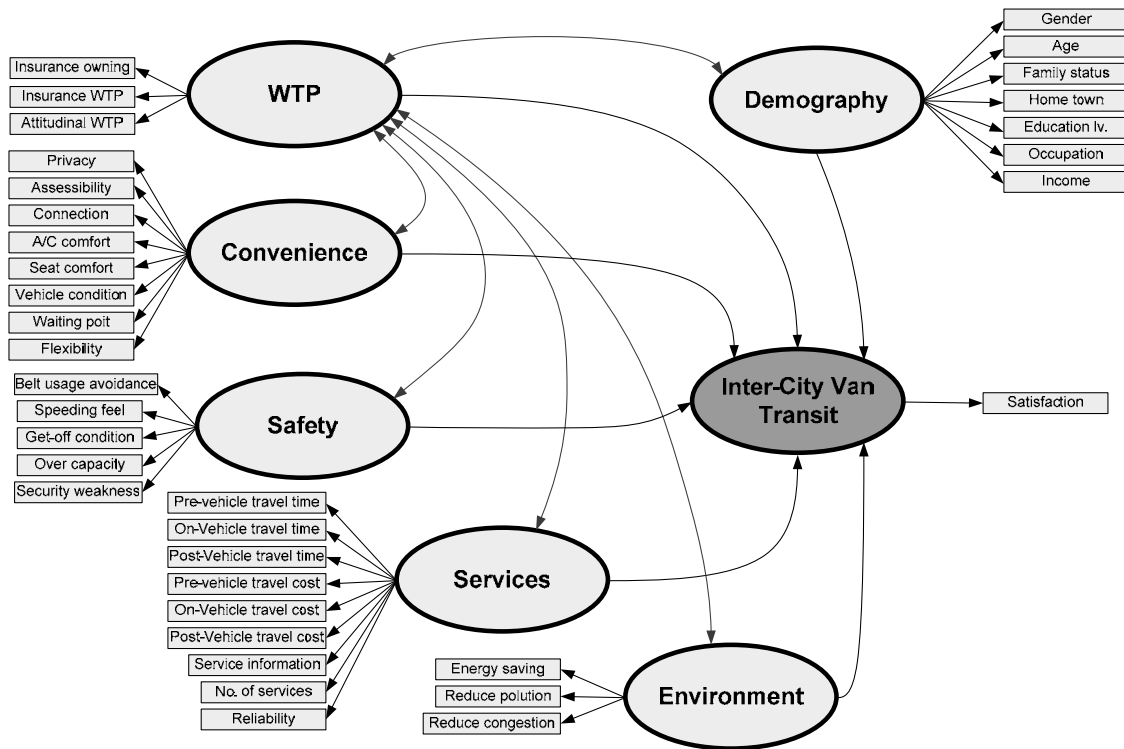 Gender
Age
Family status
Home town
Education lv.
Occupation
Income
Demography
WTP
Insurance owning
Insurance WTP
Attitudinal WTP
Privacy
Assessibility
Connection
A/C comfort
Seat comfort
Vehicle condition
Waiting poit
Flexibility
Convenience
Belt usage avoidance
Speeding feel
Get-off condition
Over capacity
Security weakness
Safety
Inter-City Van
Transit
Satisfaction
Pre-vehicle travel time
On-Vehicle travel time
Post-Vehicle travel time
Pre-vehicle travel cost
On-Vehicle travel cost
Post-Vehicle travel cost
Service information
No. of services
Reliability
Services
Energy saving
Reduce polution
Reduce congestion
Environment